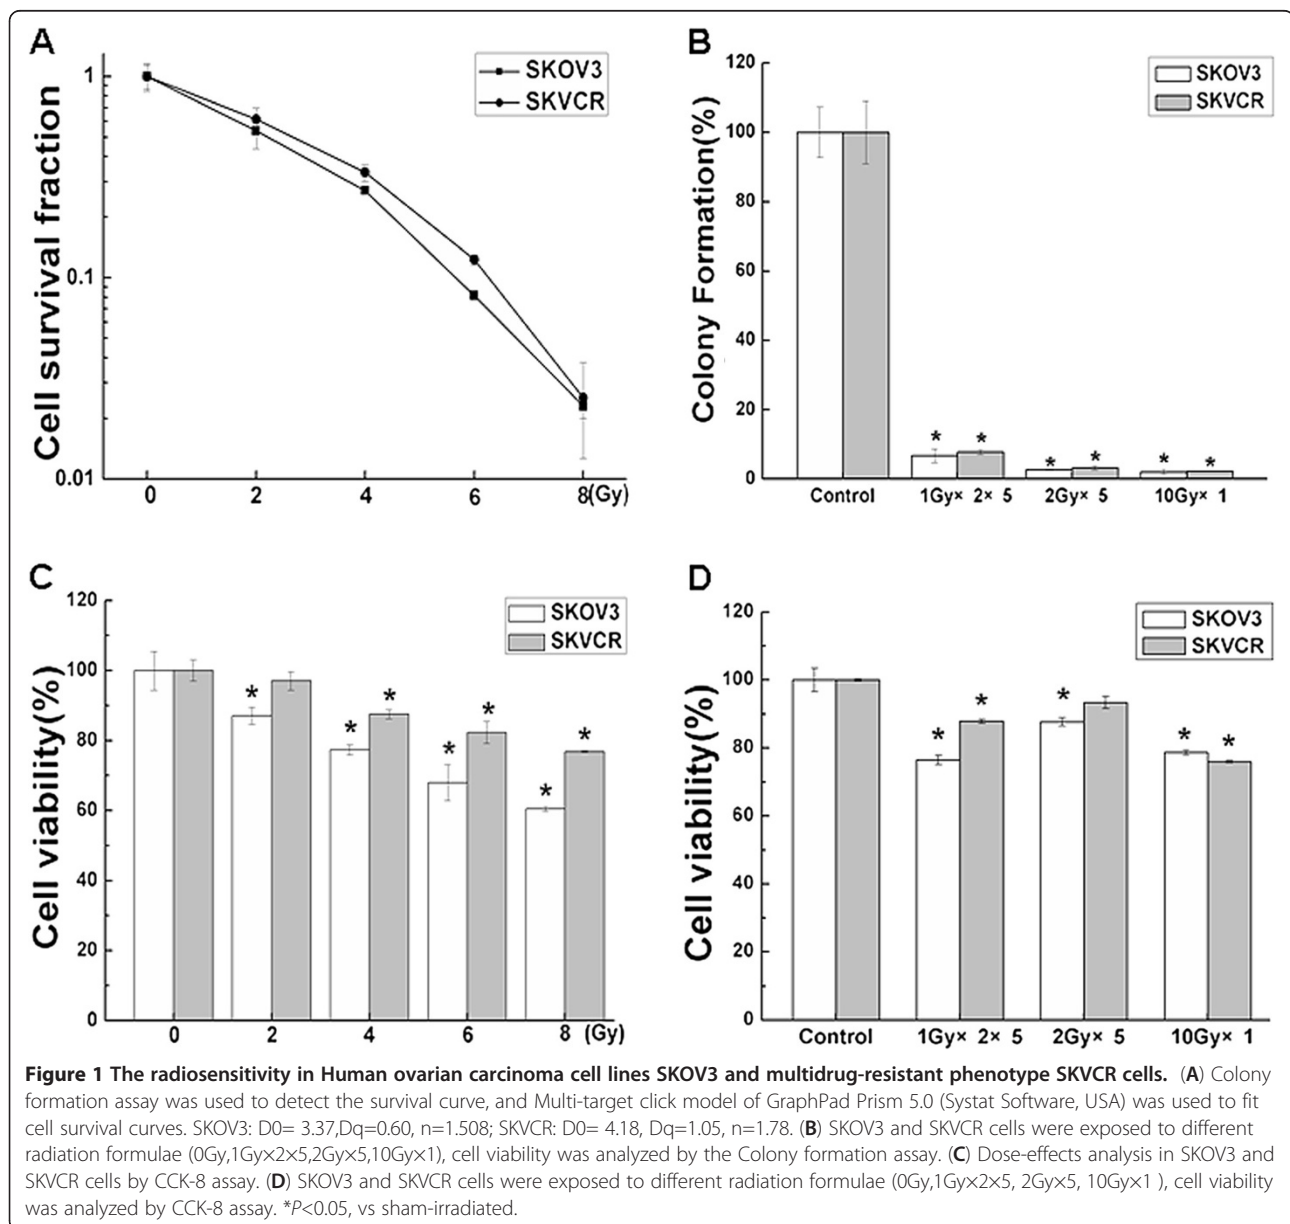 A
SKOV3
SKVCR
Cell survival fraction
1
0.1
0.01
0 2 4 6 8(Gy)
B
SKOV3
SKVCR
Colony Formation(%)
120
100
80
60
40
20
0
* * * * * *
Control 1Gy× 2× 5 2Gy× 5 10Gy× 1
C
SKOV3
SKVCR
Cell viability(%)
120
100
80
60
40
20
0
* * * * * * *
0 2 4 6 8 (Gy)
D
SKOV3
SKVCR
Cell viability(%)
120
100
80
60
40
20
0
* * * * *
Control 1Gy× 2× 5 2Gy× 5 10Gy× 1
Figure 1 The radiosensitivity in Human ovarian carcinoma cell lines SKOV3 and multidrug-resistant phenotype SKVCR cells. (A) Colony
formation assay was used to detect the survival curve, and Multi-target click model of GraphPad Prism 5.0 (Systat Software, USA) was used to fit
cell survival curves. SKOV3: D0= 3.37,Dq=0.60, n=1.508; SKVCR: D0= 4.18, Dq=1.05, n=1.78. (B) SKOV3 and SKVCR cells were exposed to different
radiation formulae (0Gy,1Gy×2×5,2Gy×5,10Gy×1), cell viability was analyzed by the Colony formation assay. (C) Dose-effects analysis in SKOV3 and
SKVCR cells by CCK-8 assay. (D) SKOV3 and SKVCR cells were exposed to different radiation formulae (0Gy,1Gy×2×5, 2Gy×5, 10Gy×1 ), cell viability
was analyzed by CCK-8 assay. *P<0.05, vs sham-irradiated.